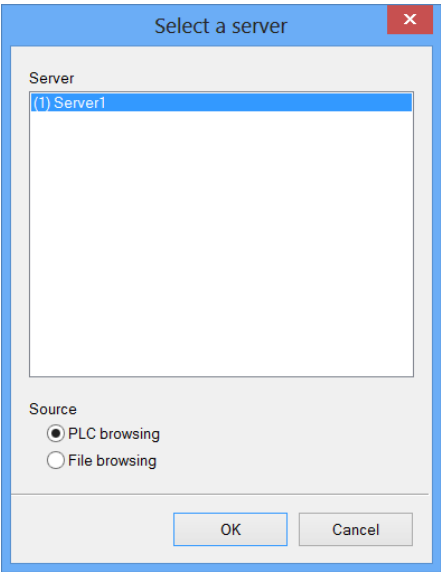 Select a server
Server
(1) Server1
Source
PLC browsing
File browsing
OK Cancel